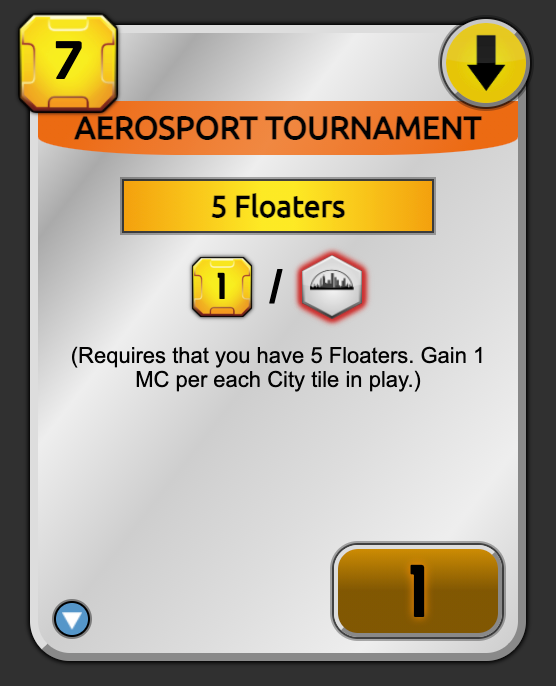 7
AEROSPORT TOURNAMENT
5 Floaters
1 /
(Requires that you have 5 Floaters. Gain 1
MC per each City tile in play.)
1